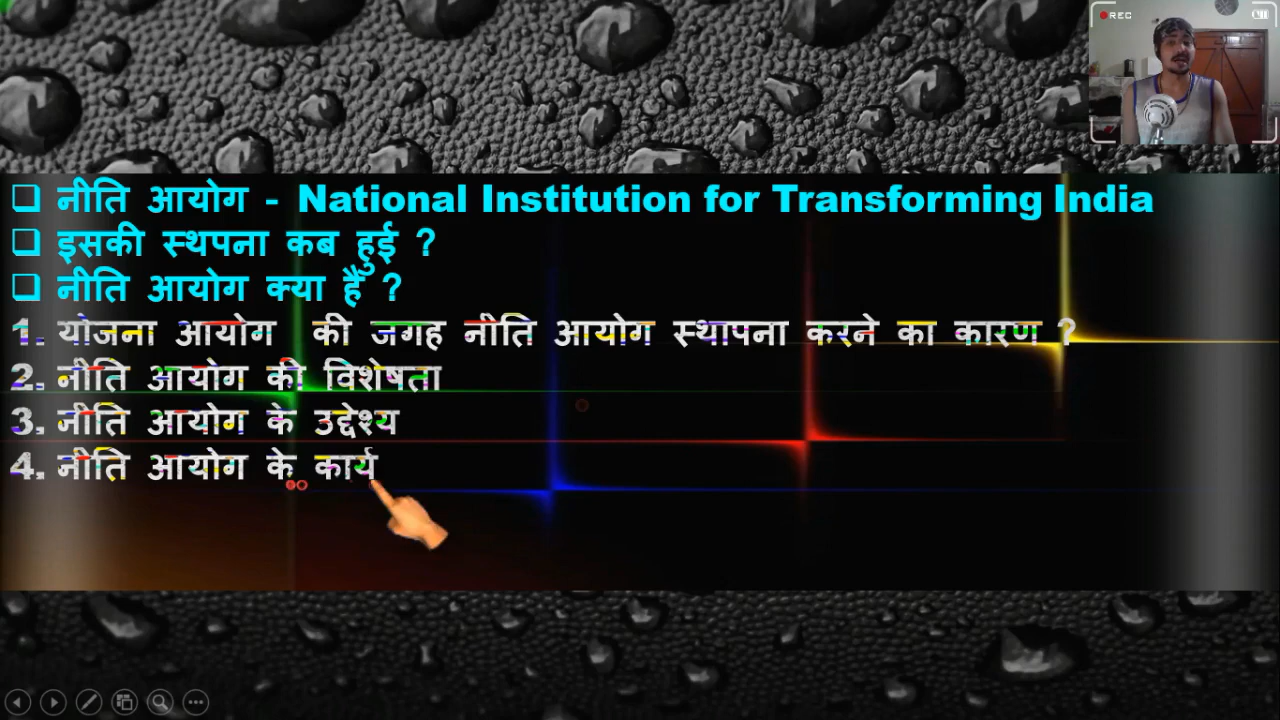 REC
❑ नीति आयोग - National Institution for Transforming India
❑ इसकी स्थपना कब हुई ?
❑ नीति आयोग क्या हैं ?
1. योजना आयोग की जगह नीति आयोग स्थापना करने का कारण ?
2. नीति आयोग की विशेषता
3. नीति आयोग के उद्देश्य
4. नीति आयोग के कार्य